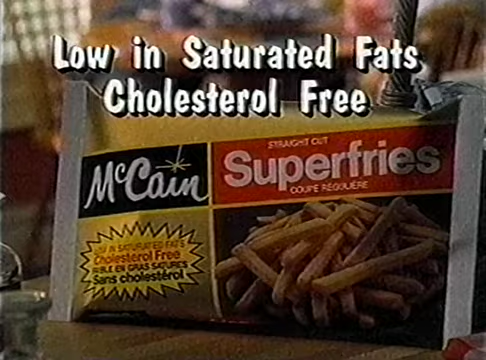 Low in Saturated Fats
Cholesterol Free
McCain
STRAIGHT CUT
Superfries
COUPE RÉGULIÈRE
LOW IN SATURATED FATS
Cholesterol Free
FAIBLE EN GRAS SATURÉS
Sans cholestérol